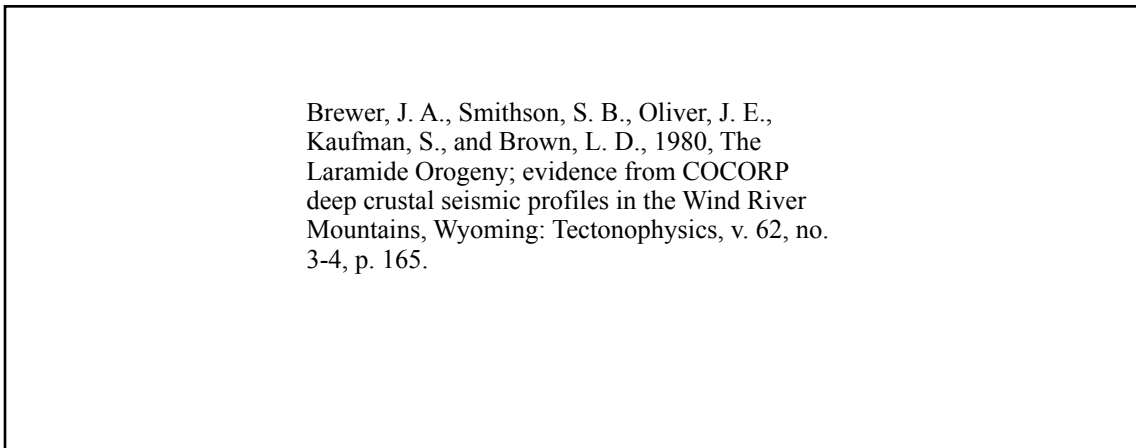 Brewer, J. A., Smithson, S. B., Oliver, J. E.,
Kaufman, S., and Brown, L. D., 1980, The
Laramide Orogeny; evidence from COCORP
deep crustal seismic profiles in the Wind River
Mountains, Wyoming: Tectonophysics, v. 62, no.
3-4, p. 165.